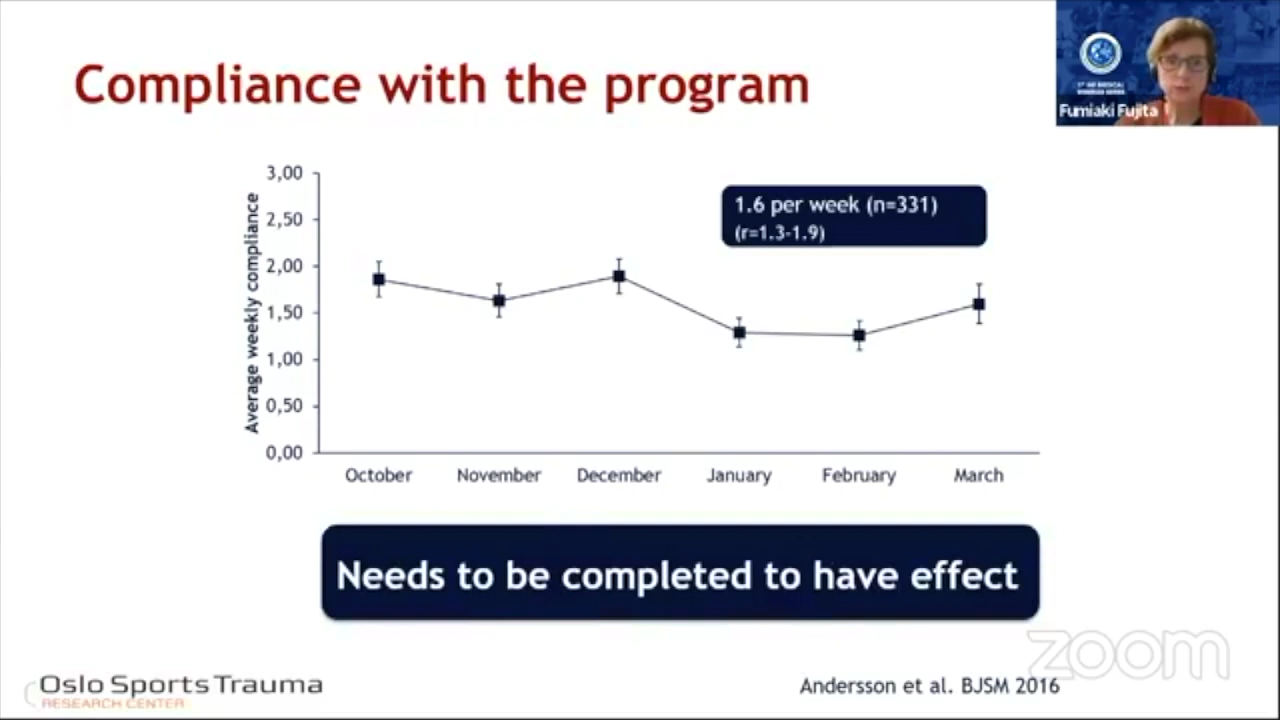 Compliance with the program
Fumiaki Fujita
Average weekly compliance
3,00
2,50
2,00
1,50
1,00
0,50
0,00
1.6 per week (n=331)
(r=1.3-1.9)
October November December January February March
Needs to be completed to have effect
zoom
Oslo Sports Trauma
RESEARCH CENTER
Andersson et al. BJSM 2016